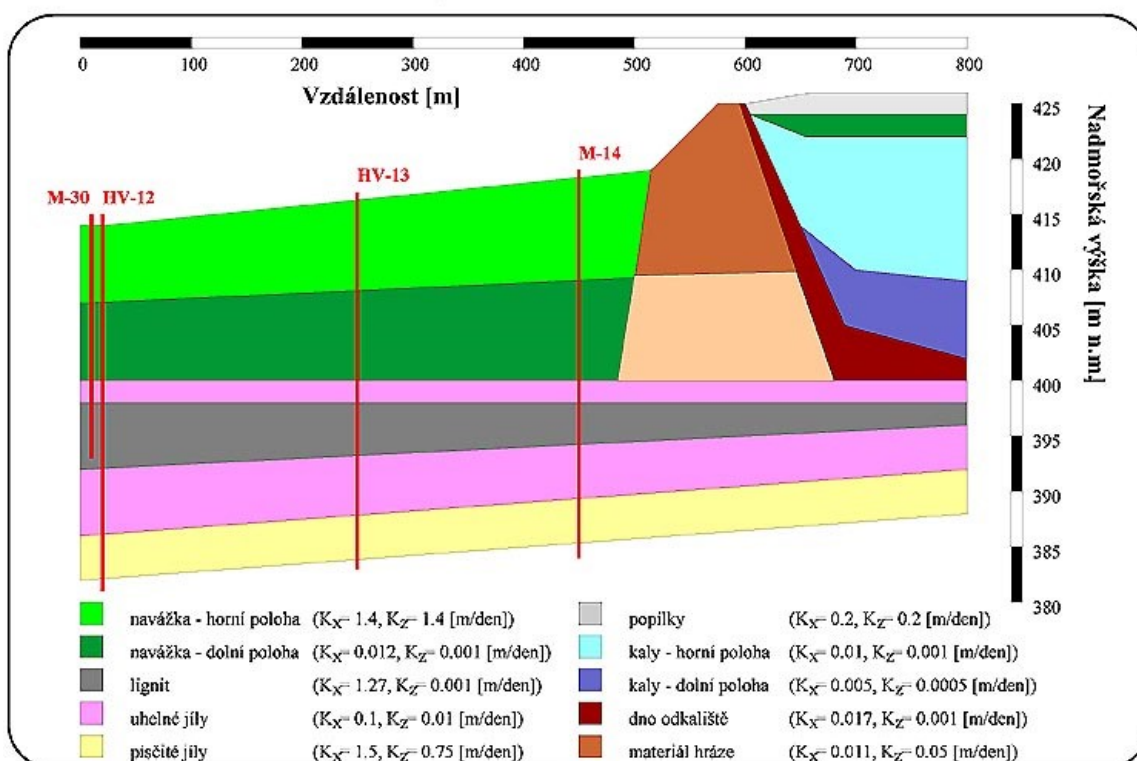 0 100 200 300 400 500 600 700 800
Vzdálenost [m]
Nadmořská výška [m n.m.]
425
420
415
410
405
400
395
390
385
380
M-30
HV-12
HV-13
M-14
navážka - horní poloha (KX= 1.4, KZ= 1.4 [m/den])
navážka - dolní poloha (KX= 0.012, KZ= 0.001 [m/den])
lignit (KX= 1.27, KZ= 0.001 [m/den])
uhelné jíly (KX= 0.1, KZ= 0.01 [m/den])
písčité jíly (KX= 1.5, KZ= 0.75 [m/den])
popílky (KX= 0.2, KZ= 0.2 [m/den])
kaly - horní poloha (KX= 0.01, KZ= 0.001 [m/den])
kaly - dolní poloha (KX= 0.005, KZ= 0.0005 [m/den])
dno odkaliště (KX= 0.017, KZ= 0.001 [m/den])
materiál hráze (KX= 0.011, KZ= 0.05 [m/den])